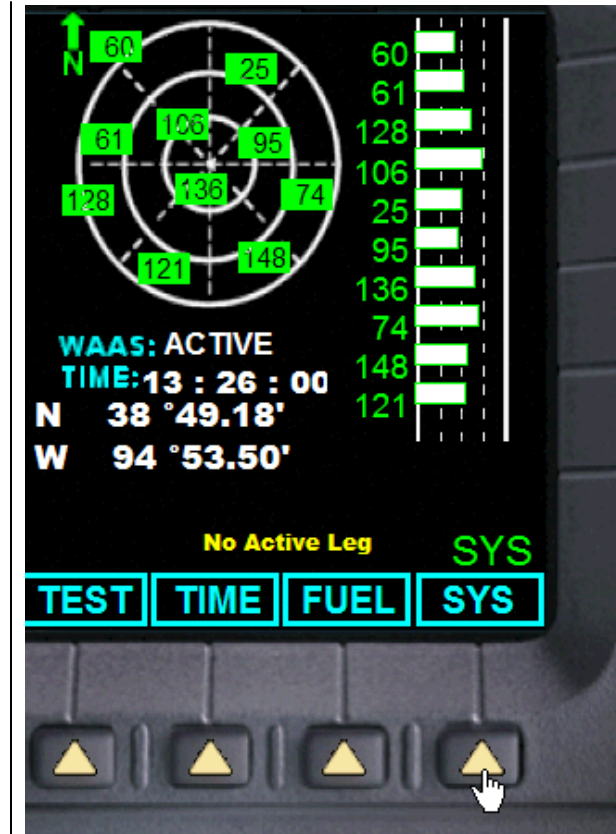 N
60
25
106
61
95
136
128
74
148
121
60
61
128
106
25
95
136
74
148
121
WAAS: ACTIVE
TIME: 13 : 26 : 00
N 38 °49.18'
W 94 °53.50'
No Active Leg
SYS
TEST TIME FUEL SYS